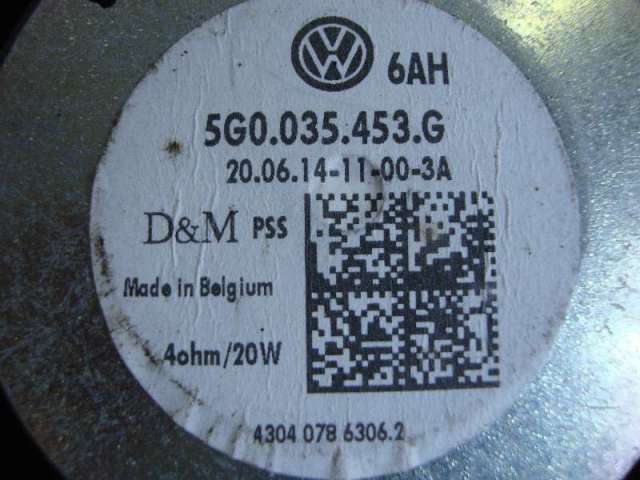 VW 6AH
5G0.035.453.G
20.06.14-11-00-3A
D&M PSS
Made in Belgium
4ohm/20W
4304 078 6306.2